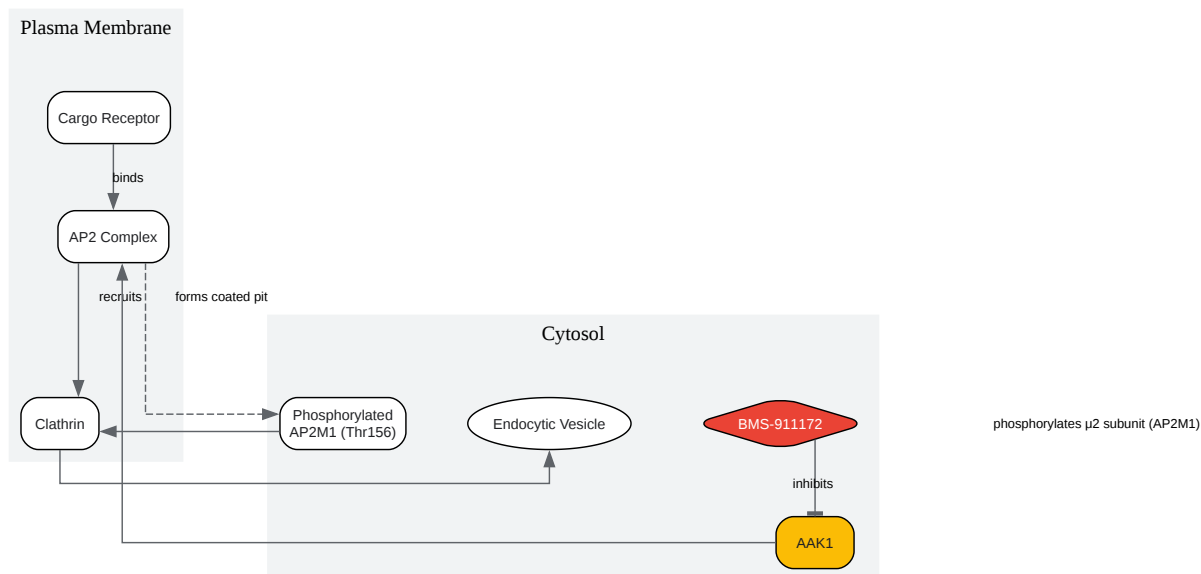 Plasma Membrane
Cargo Receptor
binds
AP2 Complex
recruits
forms coated pit
Cytosol
Clathrin
Phosphorylated
AP2M1 (Thr156)
Endocytic Vesicle
BMS-911172
phosphorylates μ2 subunit (AP2M1)
inhibits
AAK1